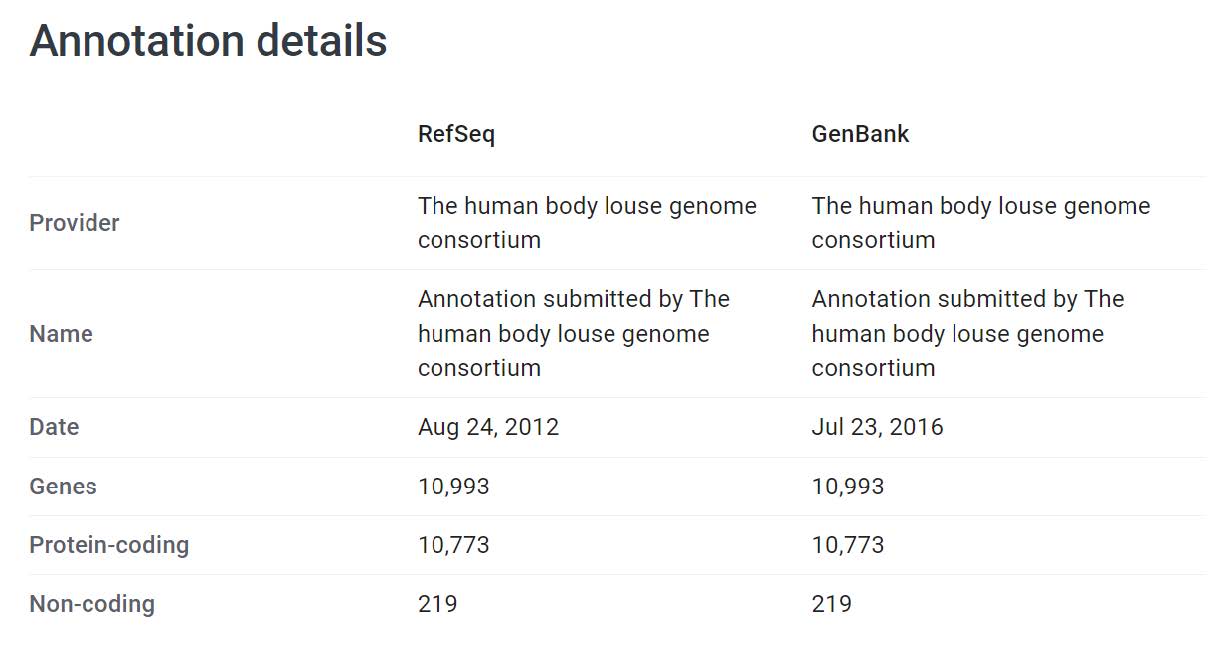 Annotation details
RefSeq GenBank
Provider
The human body louse genome consortium
The human body louse genome consortium
Name
Annotation submitted by The human body louse genome consortium
Annotation submitted by The human body louse genome consortium
Date Aug 24, 2012 Jul 23, 2016
Genes 10,993 10,993
Protein-coding 10,773 10,773
Non-coding 219 219